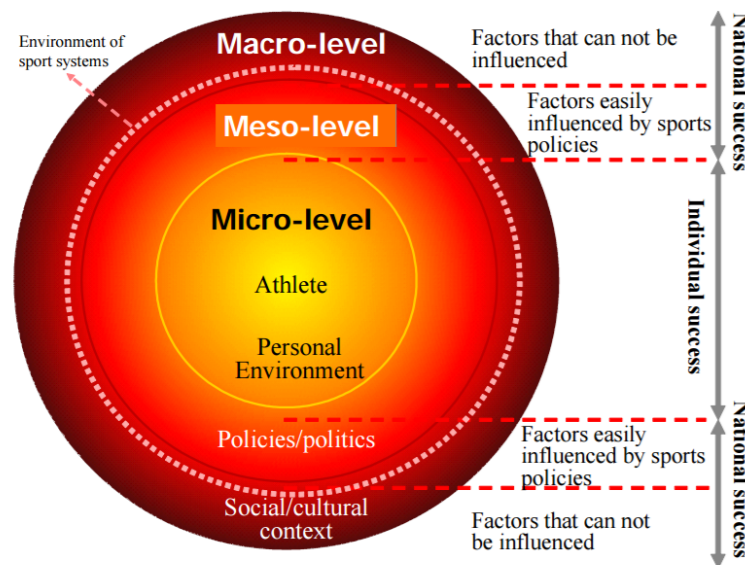 Environment of
sport systems
Macro-level
Factors that can not be
influenced
Meso-level
Factors easily
influenced by sports
policies
National success
Micro-level
Athlete
Personal
Environment
Individual success
Policies/politics
Factors easily
influenced by sports
policies
Social/cultural
context
Factors that can not
be influenced
National success